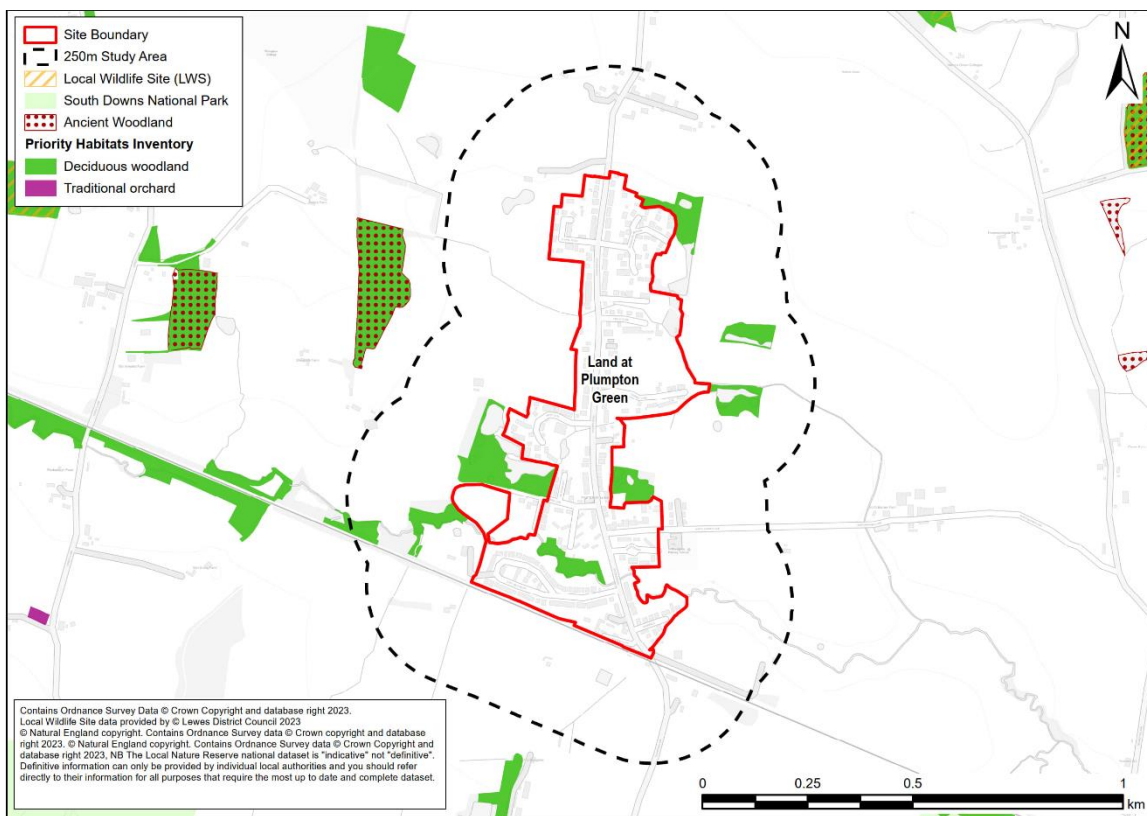 Site Boundary
250m Study Area
Local Wildlife Site (LWS)
South Downs National Park
Ancient Woodland
Priority Habitats Inventory
Deciduous woodland
Traditional orchard
N
Land at
Plumpton
Green
Contains Ordnance Survey Data © Crown Copyright and database right 2023.
Local Wildlife Site data provided by © Lewes District Council 2023
© Natural England copyright. Contains Ordnance Survey data © Crown copyright and database
right 2023. © Natural England copyright. Contains Ordnance Survey data © Crown Copyright and
database right 2023, NB The Local Nature Reserve national dataset is "indicative" not "definitive".
Definitive information can only be provided by individual local authorities and you should refer
directly to their information for all purposes that require the most up to date and complete dataset.
0 0.25 0.5 1
km